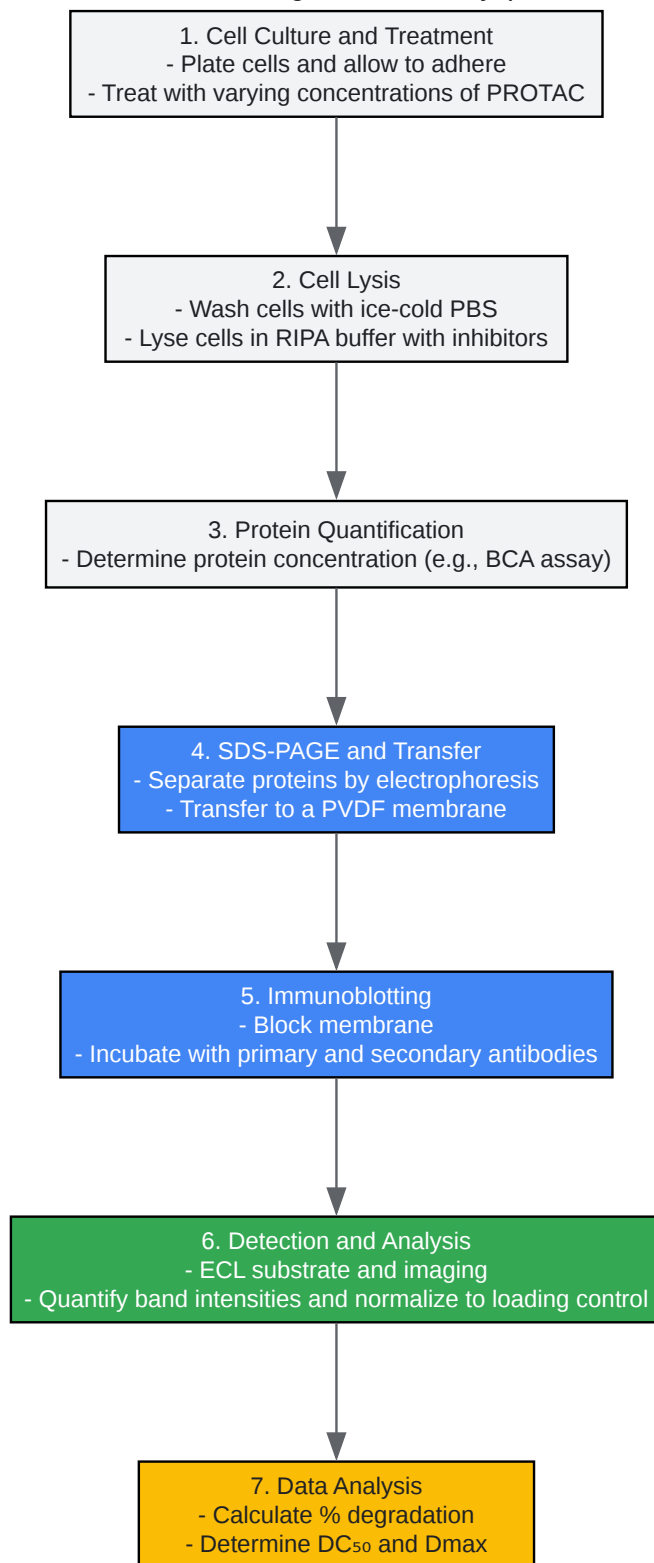 1. Cell Culture and Treatment
- Plate cells and allow to adhere
- Treat with varying concentrations of PROTAC
2. Cell Lysis
- Wash cells with ice-cold PBS
- Lyse cells in RIPA buffer with inhibitors
3. Protein Quantification
- Determine protein concentration (e.g., BCA assay)
4. SDS-PAGE and Transfer
- Separate proteins by electrophoresis
- Transfer to a PVDF membrane
5. Immunoblotting
- Block membrane
- Incubate with primary and secondary antibodies
6. Detection and Analysis
- ECL substrate and imaging
- Quantify band intensities and normalize to loading control
7. Data Analysis
- Calculate % degradation
- Determine DC₅₀ and Dmax